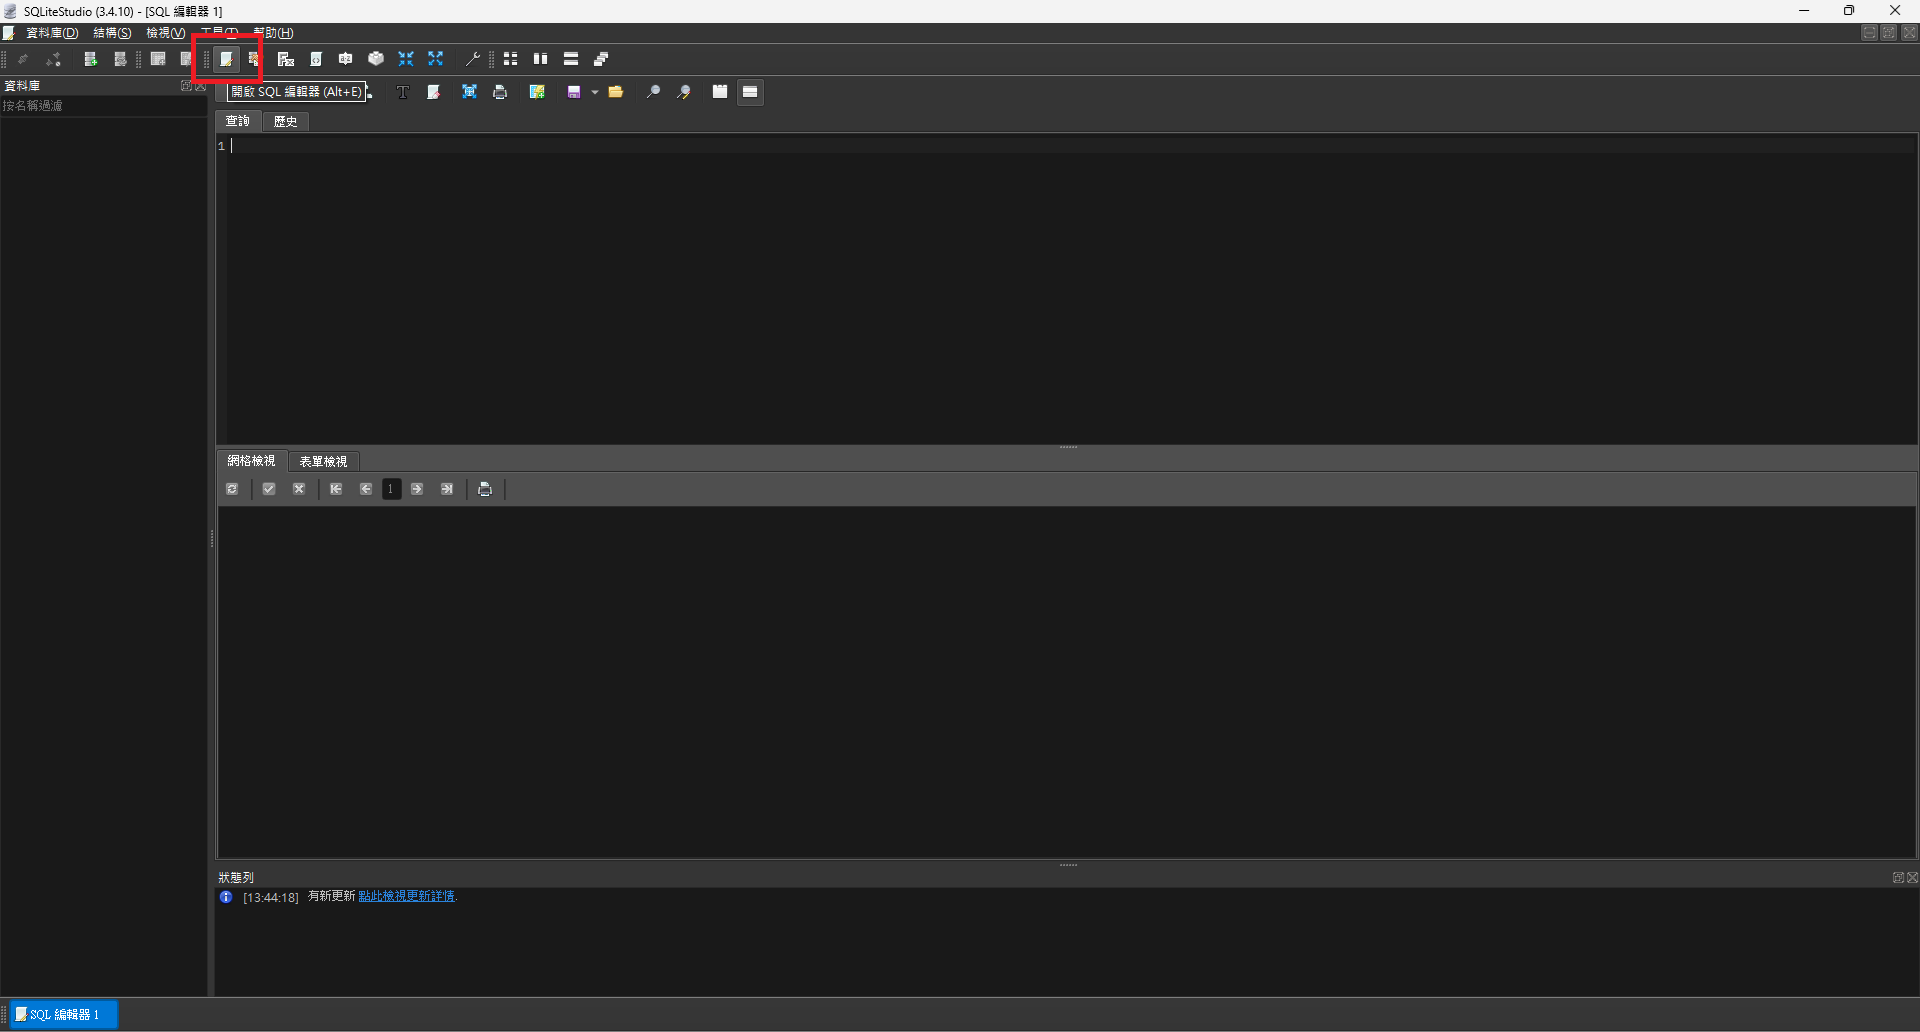 SQLiteStudio (3.4.10) - [SQL 編輯器 1]
資料庫(D) 結構(S) 檢視(V) 工具(T) 幫助(H)
資料庫
開啟 SQL 編輯器 (Alt+E)
按名稱過濾
查詢 歷史
1
網格檢視 表單檢視
1
狀態列
[13:44:18] 有新更新 點此檢視更新詳情.
SQL 編輯器 1